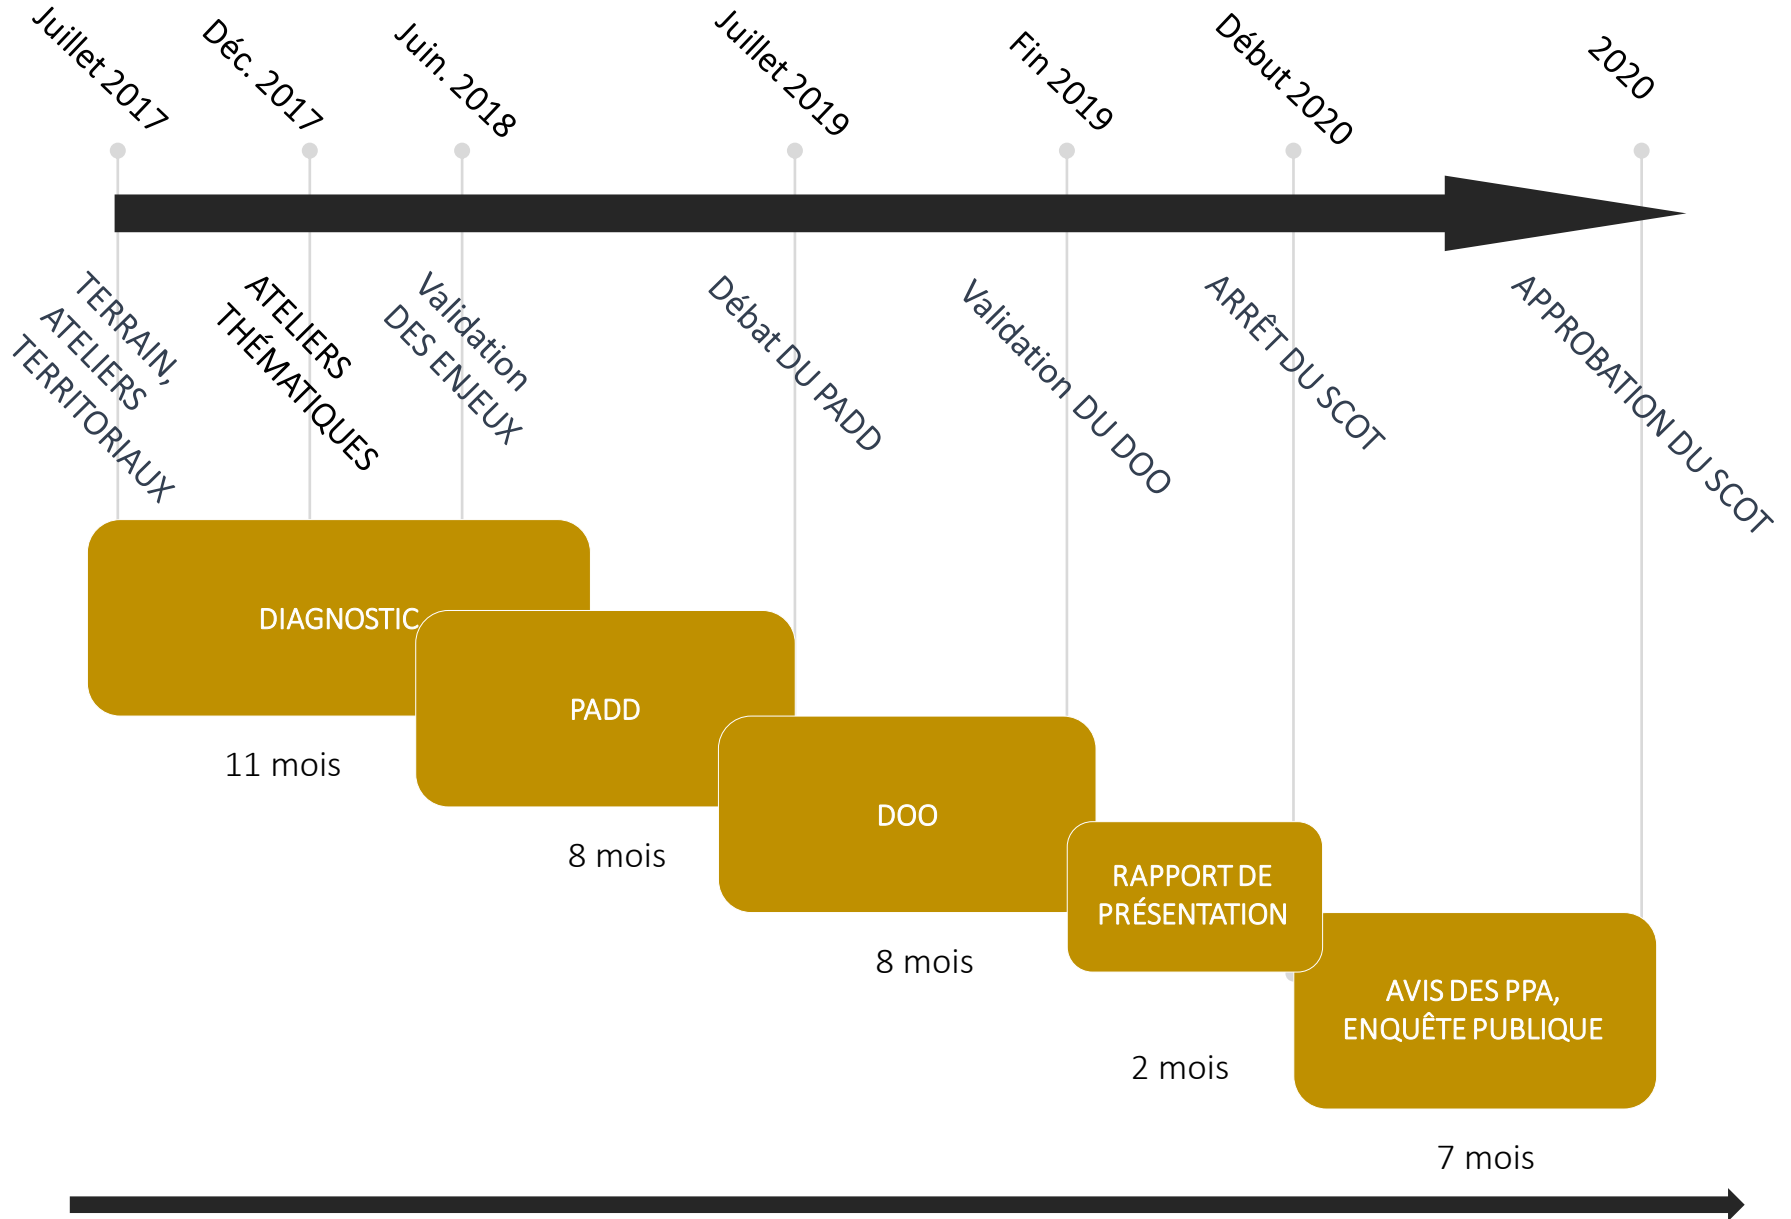 Juillet 2017
Déc. 2017
Juin. 2018
Juillet 2019
Fin 2019
Début 2020
2020
TERRAIN,
ATELIERS
TERRITORIAUX
ATELIERS
THÉMATIQUES
Validation
DES ENJEUX
Débat DU PADD
Validation DU DOO
ARRÊT DU SCOT
APPROBATION DU SCOT
DIAGNOSTIC
11 mois
PADD
8 mois
DOO
8 mois
RAPPORT DE
PRÉSENTATION
2 mois
AVIS DES PPA,
ENQUÊTE PUBLIQUE
7 mois